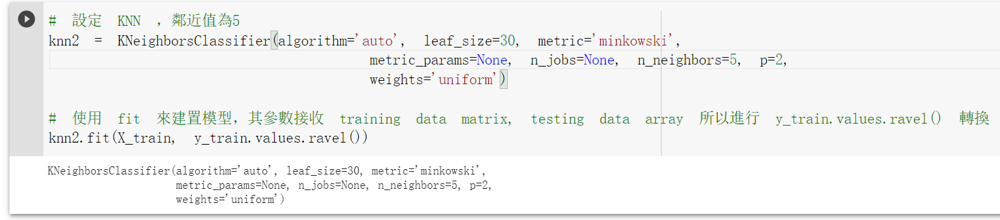 # 設定 KNN ，鄰近值為5
knn2 = KNeighborsClassifier(algorithm='auto', leaf_size=30, metric='minkowski',
metric_params=None, n_jobs=None, n_neighbors=5, p=2,
weights='uniform')
# 使用 fit 來建置模型，其參數接收 training data matrix, testing data array 所以進行 y_train.values.ravel() 轉換
knn2.fit(X_train, y_train.values.ravel())
KNeighborsClassifier(algorithm='auto', leaf_size=30, metric='minkowski',
metric_params=None, n_jobs=None, n_neighbors=5, p=2,
weights='uniform')